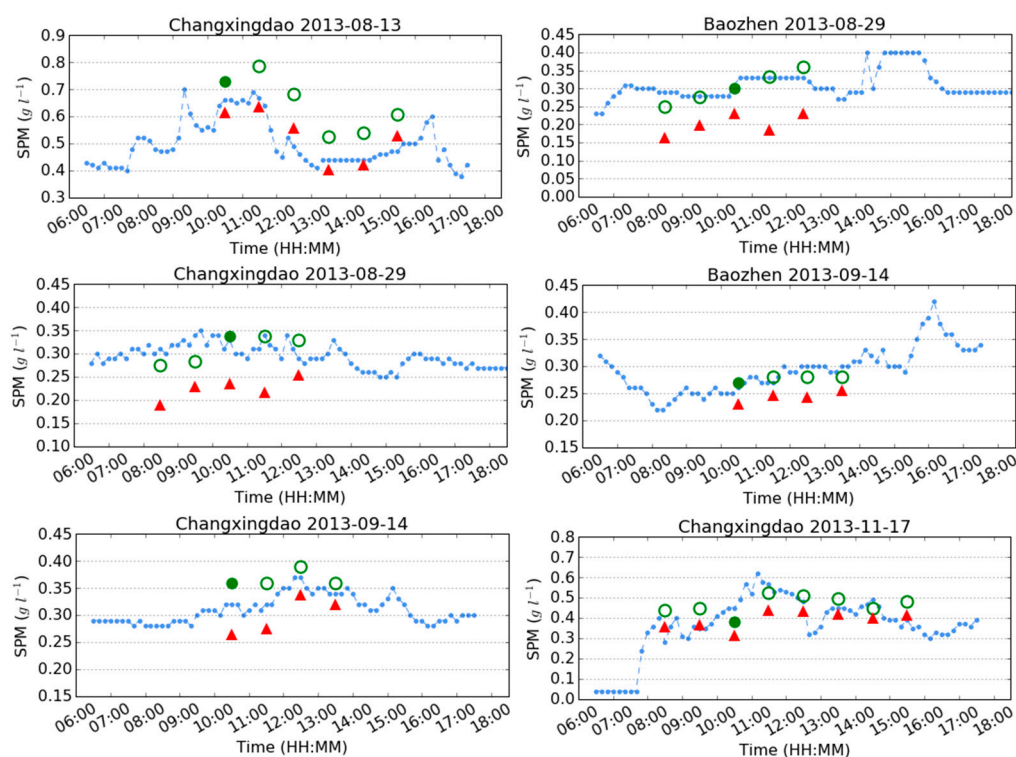 Changxingdao 2013-08-13
0.9
0.8
0.7
0.6
0.5
0.4
0.3
SPM (g l⁻¹)
06:00 07:00 08:00 09:00 10:00 11:00 12:00 13:00 14:00 15:00 16:00 17:00 18:00
Time (HH:MM)
Baozhen 2013-08-29
0.45
0.40
0.35
0.30
0.25
0.20
0.15
0.10
0.05
0.00
SPM (g l⁻¹)
06:00 07:00 08:00 09:00 10:00 11:00 12:00 13:00 14:00 15:00 16:00 17:00 18:00
Time (HH:MM)
Changxingdao 2013-08-29
0.45
0.40
0.35
0.30
0.25
0.20
0.15
0.10
SPM (g l⁻¹)
06:00 07:00 08:00 09:00 10:00 11:00 12:00 13:00 14:00 15:00 16:00 17:00 18:00
Time (HH:MM)
Baozhen 2013-09-14
0.45
0.40
0.35
0.30
0.25
0.20
0.15
SPM (g l⁻¹)
06:00 07:00 08:00 09:00 10:00 11:00 12:00 13:00 14:00 15:00 16:00 17:00 18:00
Time (HH:MM)
Changxingdao 2013-09-14
0.45
0.40
0.35
0.30
0.25
0.20
0.15
SPM (g l⁻¹)
06:00 07:00 08:00 09:00 10:00 11:00 12:00 13:00 14:00 15:00 16:00 17:00 18:00
Time (HH:MM)
Changxingdao 2013-11-17
0.8
0.7
0.6
0.5
0.4
0.3
0.2
0.1
0.0
SPM (g l⁻¹)
06:00 07:00 08:00 09:00 10:00 11:00 12:00 13:00 14:00 15:00 16:00 17:00 18:00
Time (HH:MM)